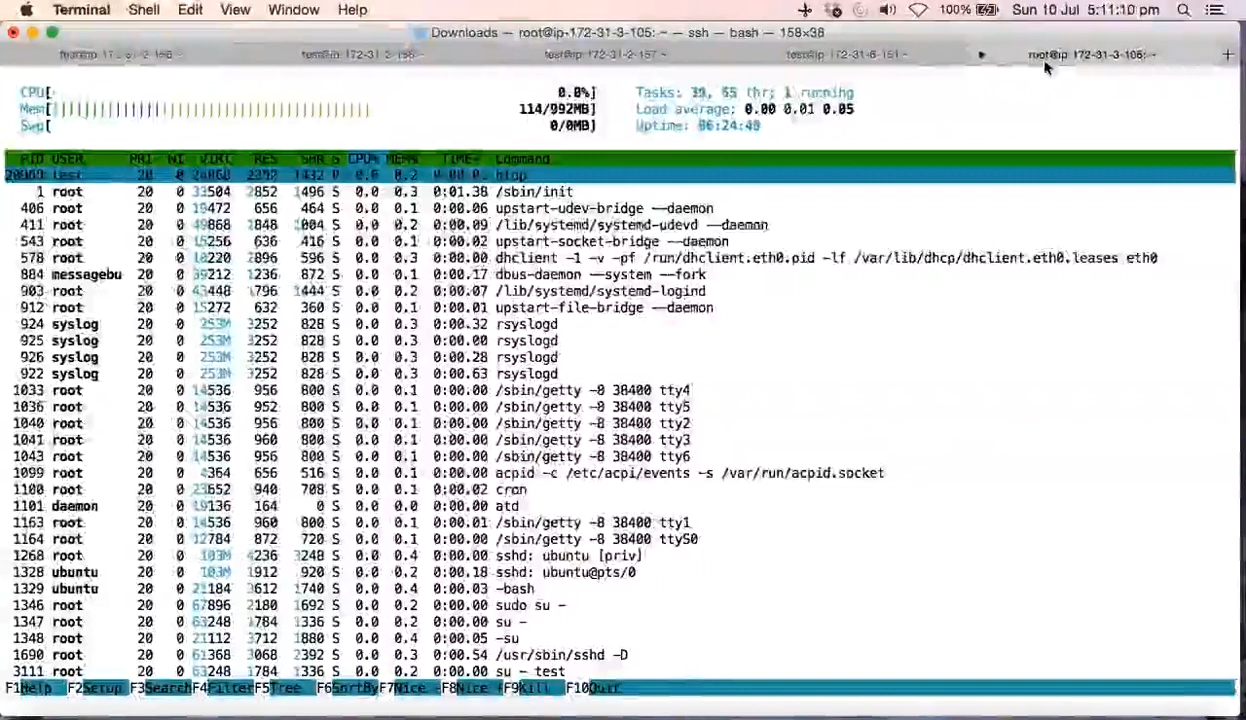 Terminal Shell Edit View Window Help 100% Sun 10 Jul 5:11:10 pm
Downloads — root@ip-172-31-3-105: ~ — ssh — bash — 158×38
root@ip-172-31-3-105: ~
CPU[ 0.0%] Tasks: 39, 65 thr; 1 running
Mem[|||||||||||||||||||||||||||||||||||||| 114/992MB] Load average: 0.00 0.01 0.05
Swp[ 0/0MB] Uptime: 06:24:40
PID USER PRI NI VIRT RES SHR S CPU% MEM% TIME+ Command
test 20 0 1432 0.2 htop
1 root 20 0 33504 2852 1496 S 0.0 0.3 0:01.38 /sbin/init
406 root 20 0 19472 656 464 S 0.0 0.1 0:00.06 upstart-udev-bridge --daemon
411 root 20 0 49868 1848 1004 S 0.0 0.2 0:00.09 /lib/systemd/systemd-udevd --daemon
543 root 20 0 15256 636 416 S 0.0 0.1 0:00.02 upstart-socket-bridge --daemon
578 root 20 0 10220 2896 596 S 0.0 0.3 0:00.00 dhclient -1 -v -pf /run/dhclient.eth0.pid -lf /var/lib/dhcp/dhclient.eth0.leases eth0
884 messagebu 20 0 39212 1236 872 S 0.0 0.1 0:00.17 dbus-daemon --system --fork
903 root 20 0 43448 1796 1444 S 0.0 0.2 0:00.07 /lib/systemd/systemd-logind
912 root 20 0 15272 632 360 S 0.0 0.1 0:00.01 upstart-file-bridge --daemon
924 syslog 20 0 253M 3252 828 S 0.0 0.3 0:00.32 rsyslogd
925 syslog 20 0 253M 3252 828 S 0.0 0.3 0:00.00 rsyslogd
926 syslog 20 0 253M 3252 828 S 0.0 0.3 0:00.28 rsyslogd
922 syslog 20 0 253M 3252 828 S 0.0 0.3 0:00.63 rsyslogd
1033 root 20 0 14536 956 800 S 0.0 0.1 0:00.00 /sbin/getty -8 38400 tty4
1036 root 20 0 14536 952 800 S 0.0 0.1 0:00.00 /sbin/getty -8 38400 tty5
1040 root 20 0 14536 956 800 S 0.0 0.1 0:00.00 /sbin/getty -8 38400 tty2
1041 root 20 0 14536 960 800 S 0.0 0.1 0:00.00 /sbin/getty -8 38400 tty3
1043 root 20 0 14536 956 800 S 0.0 0.1 0:00.00 /sbin/getty -8 38400 tty6
1099 root 20 0 4364 656 516 S 0.0 0.1 0:00.00 acpid -c /etc/acpi/events -s /var/run/acpid.socket
1100 root 20 0 23652 940 708 S 0.0 0.1 0:00.02 cron
1101 daemon 20 0 19136 164 0 S 0.0 0.0 0:00.00 atd
1163 root 20 0 14536 960 800 S 0.0 0.1 0:00.01 /sbin/getty -8 38400 tty1
1164 root 20 0 12784 872 720 S 0.0 0.1 0:00.00 /sbin/getty -8 38400 ttyS0
1268 root 20 0 103M 4236 3248 S 0.0 0.4 0:00.00 sshd: ubuntu [priv]
1328 ubuntu 20 0 103M 1912 920 S 0.0 0.2 0:00.18 sshd: ubuntu@pts/0
1329 ubuntu 20 0 21184 3612 1740 S 0.0 0.4 0:00.03 -bash
1346 root 20 0 67896 2180 1692 S 0.0 0.2 0:00.00 sudo su -
1347 root 20 0 63248 1784 1336 S 0.0 0.2 0:00.00 su -
1348 root 20 0 21112 3712 1880 S 0.0 0.4 0:00.05 -su
1690 root 20 0 61368 3068 2392 S 0.0 0.3 0:00.54 /usr/sbin/sshd -D
3111 root 20 0 63248 1784 1336 S 0.0 0.2 0:00.00 su - test
F1Help F2Setup F3SearchF4FilterF5Tree F6SortByF7Nice -F8Nice +F9Kill F10Quit